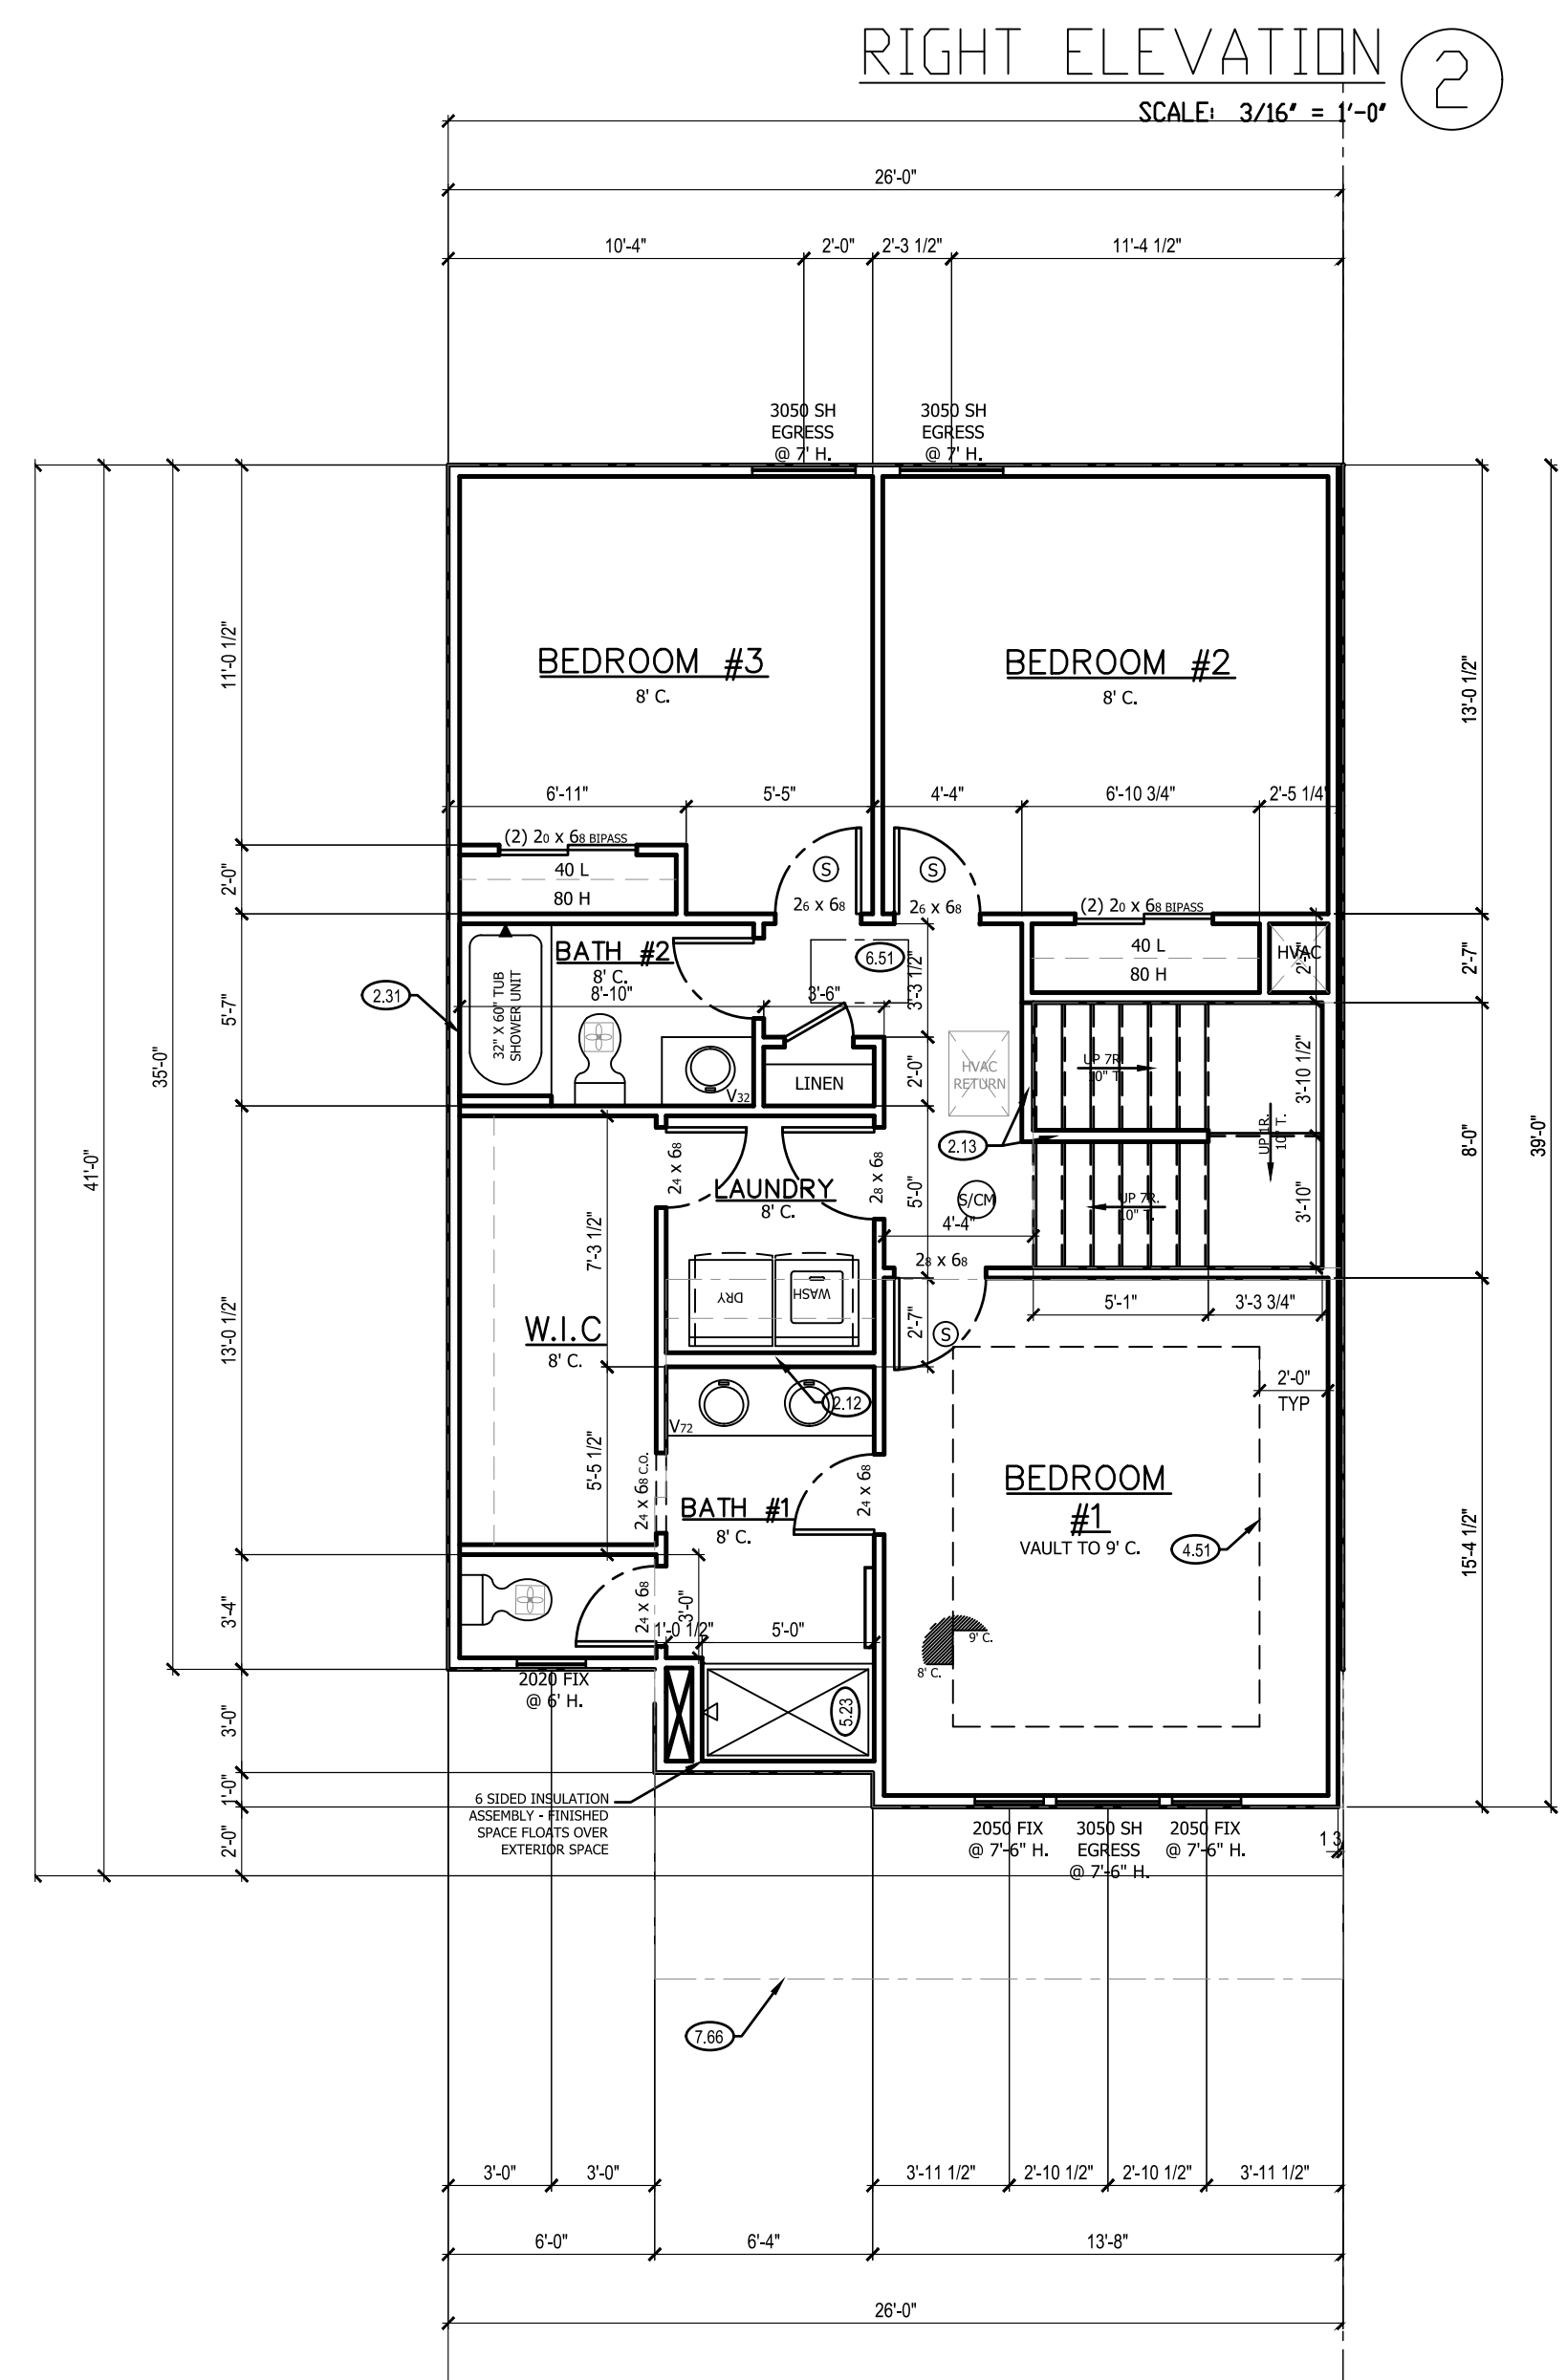 RIGHT ELEVATION 2
SCALE: 3/16" = 1'-0"
26'-0"
10'-4" 2'-0" 2'-3 1/2" 11'-4 1/2"
3050 SH
EGRESS
@ 7' H.
3050 SH
EGRESS
@ 7' H.
11'-0 1/2"
2'-0"
5'-7"
13'-0 1/2"
3'-4"
3'-0"
1'-0"
2'-0"
35'-0"
41'-0"
BEDROOM #3
8' C.
BEDROOM #2
8' C.
13'-0 1/2"
2'-7"
8'-0"
15'-4 1/2"
39'-0"
6'-11" 5'-5" 4'-4" 6'-10 3/4" 2'-5 1/4"
(2) 20 x 68 BIPASS
40 L
80 H
S
26 x 68
S
26 x 68
(2) 20 x 68 BIPASS
40 L
80 H
HVAC
BATH #2
8' C.
8'-10"
3'-6"
6.51
3'-3 1/2"
2.31
32" X 60" TUB
SHOWER UNIT
V32
LINEN
2'-0"
HVAC
RETURN
UP 7R.
10" T.
3'-10 1/2"
UP 1R.
10" T.
2.13
24 x 68
LAUNDRY
8' C.
28 x 68
5'-0"
S/CM
4'-4"
UP 7R.
10" T.
3'-10"
28 x 68
7'-3 1/2"
DRY
WASH
2'-7"
S
5'-1" 3'-3 3/4"
W.I.C
8' C.
2.12
2'-0"
TYP
V72
5'-5 1/2"
24 x 68 C.O.
BATH #1
8' C.
24 x 68
BEDROOM
#1
VAULT TO 9' C.
4.51
24 x 68
3'-0"
1'-0 1/2" 5'-0"
9' C.
8' C.
2020 FIX
@ 6' H.
5.23
6 SIDED INSULATION
ASSEMBLY - FINISHED
SPACE FLOATS OVER
EXTERIOR SPACE
2050 FIX
@ 7'-6" H.
3050 SH
EGRESS
@ 7'-6" H.
2050 FIX
@ 7'-6" H.
7.66
3'-0" 3'-0" 3'-11 1/2" 2'-10 1/2" 2'-10 1/2" 3'-11 1/2"
6'-0" 6'-4" 13'-8"
26'-0"